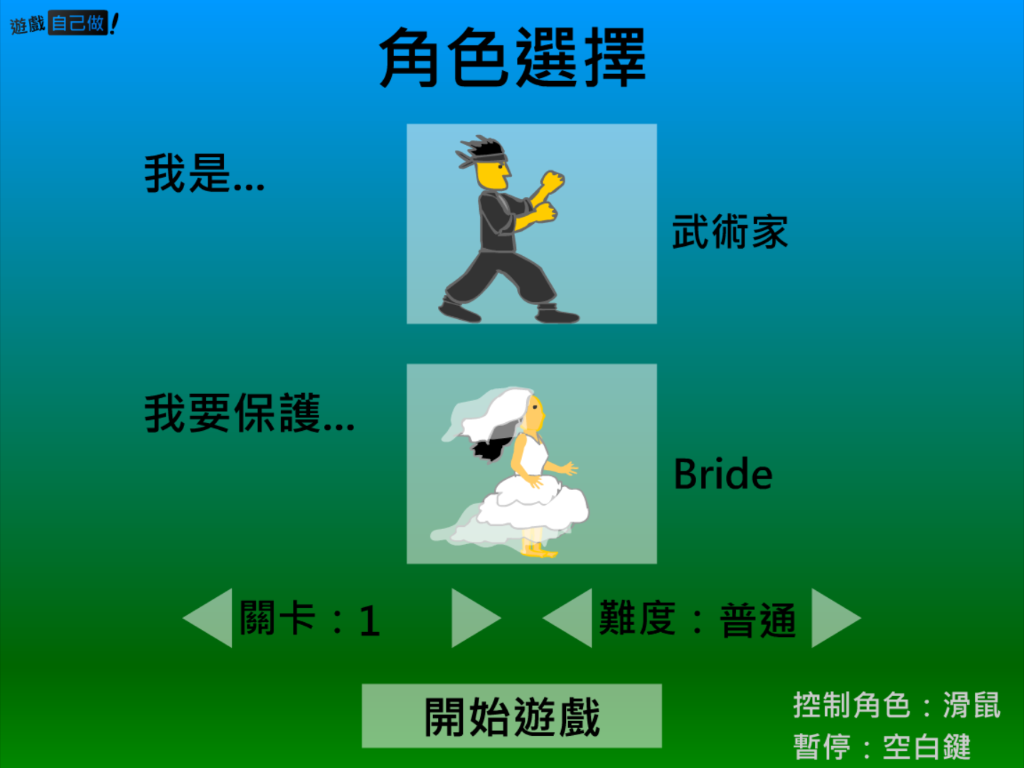 遊戲自己做!
角色選擇
我是...
武術家
我要保護...
Bride
關卡：1
難度：普通
開始遊戲
控制角色：滑鼠
暫停：空白鍵